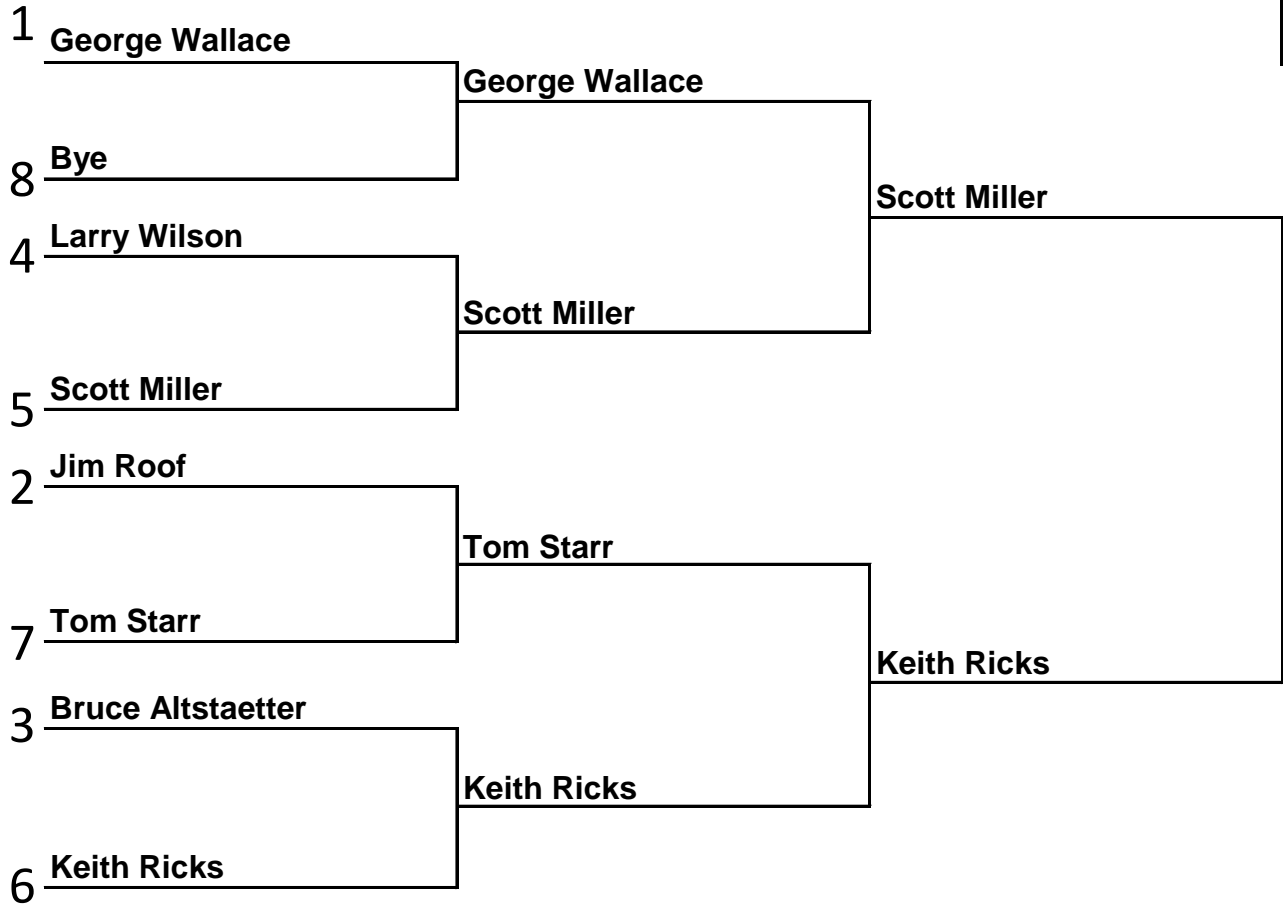 1 George Wallace
George Wallace
8 Bye
Scott Miller
4 Larry Wilson
Scott Miller
5 Scott Miller
2 Jim Roof
Tom Starr
7 Tom Starr
Keith Ricks
3 Bruce Altstaetter
Keith Ricks
6 Keith Ricks